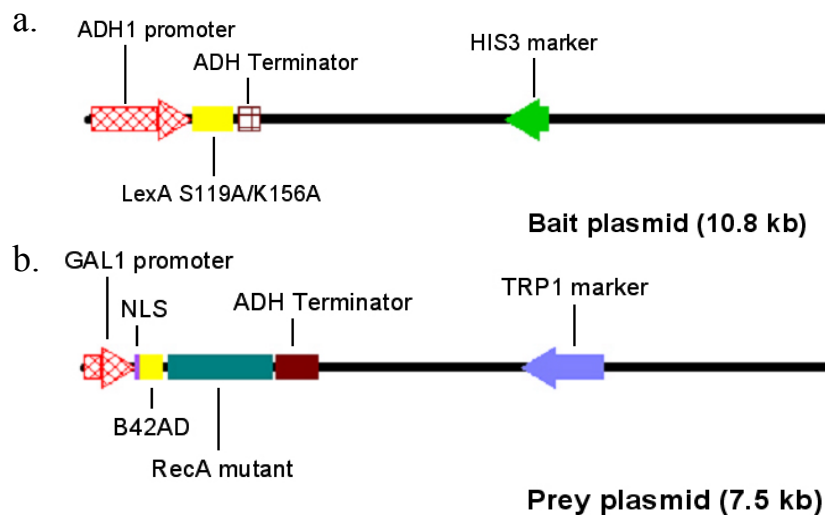 a.
ADH1 promoter
ADH Terminator
HIS3 marker
LexA S119A/K156A
Bait plasmid (10.8 kb)
b.
GAL1 promoter
NLS
ADH Terminator
TRP1 marker
B42AD
RecA mutant
Prey plasmid (7.5 kb)